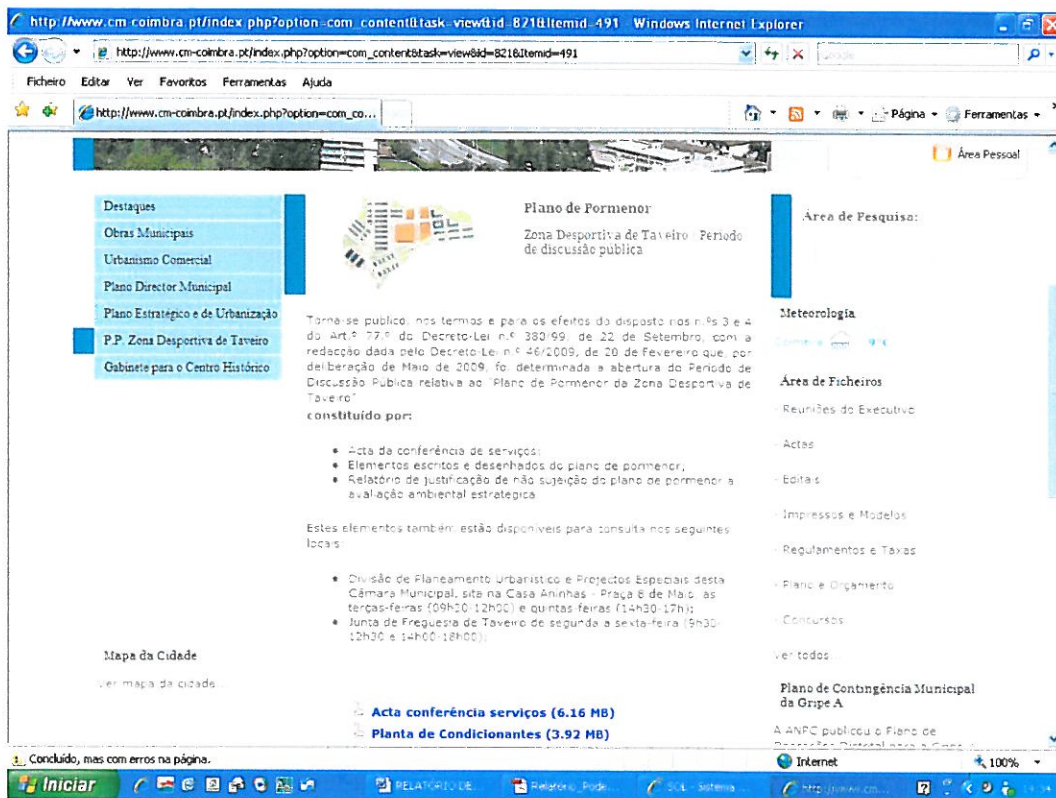 http://www.cm-coimbra.pt/index.php?option=com_content&task=view&id=821&Itemid=491 Windows Internet Explorer
http://www.cm-coimbra.pt/index.php?option=com_content&task=view&id=821&Itemid=491
Google
Ficheiro Editar Ver Favoritos Ferramentas Ajuda
http://www.cm-coimbra.pt/index.php?option=com_co...
Página
Ferramentas
Área Pessoal
Destaques
Obras Municipais
Urbanismo Comercial
Plano Director Municipal
Plano Estratégico e de Urbanização
P.P. Zona Desportiva de Taveiro
Gabinete para o Centro Histórico
Mapa da Cidade
Ver mapa da cidade...
Plano de Pormenor
Zona Desportiva de Taveiro - Período
de discussão pública
Torna-se público, nos termos e para os efeitos do disposto nos n.ºs 3 e 4
do Art.º 77.º do Decreto-Lei n.º 380/99, de 22 de Setembro, com a
redacção dada pelo Decreto-Lei n.º 46/2009, de 20 de Fevereiro que, por
deliberação de Maio de 2009, foi determinada a abertura do Período de
Discussão Pública relativa ao "Plano de Pormenor da Zona Desportiva de
Taveiro"
constituído por:
• Acta da conferência de serviços;
• Elementos escritos e desenhados do plano de pormenor;
• Relatório de justificação de não sujeição do plano de pormenor a
avaliação ambiental estratégica
Estes elementos também estão disponíveis para consulta nos seguintes
locais:
• Divisão de Planeamento Urbanístico e Projectos Especiais desta
Câmara Municipal, sita na Casa Aninhas - Praça 8 de Maio, às
terças-feiras (09h30-12h00) e quintas-feiras (14h30-17h);
• Junta de Freguesia de Taveiro de segunda a sexta-feira (9h30-
12h30 e 14h00-18h00);
Acta conferência serviços (6.16 MB)
Planta de Condicionantes (3.92 MB)
Área de Pesquisa:
Meteorologia
Coimbra
Área de Ficheiros
- Reuniões do Executivo
- Actas
- Editais
- Impressos e Modelos
- Regulamentos e Taxas
- Plano e Orçamento
- Concursos
Ver todos...
Plano de Contingência Municipal
da Gripe A
A ANPC publicou o Plano de
Concluído, mas com erros na página.
Internet
100%
Iniciar
RELATÓRIO DE...
Relatorio_Pode...
SGL - Sistema ...
http://www.cm...